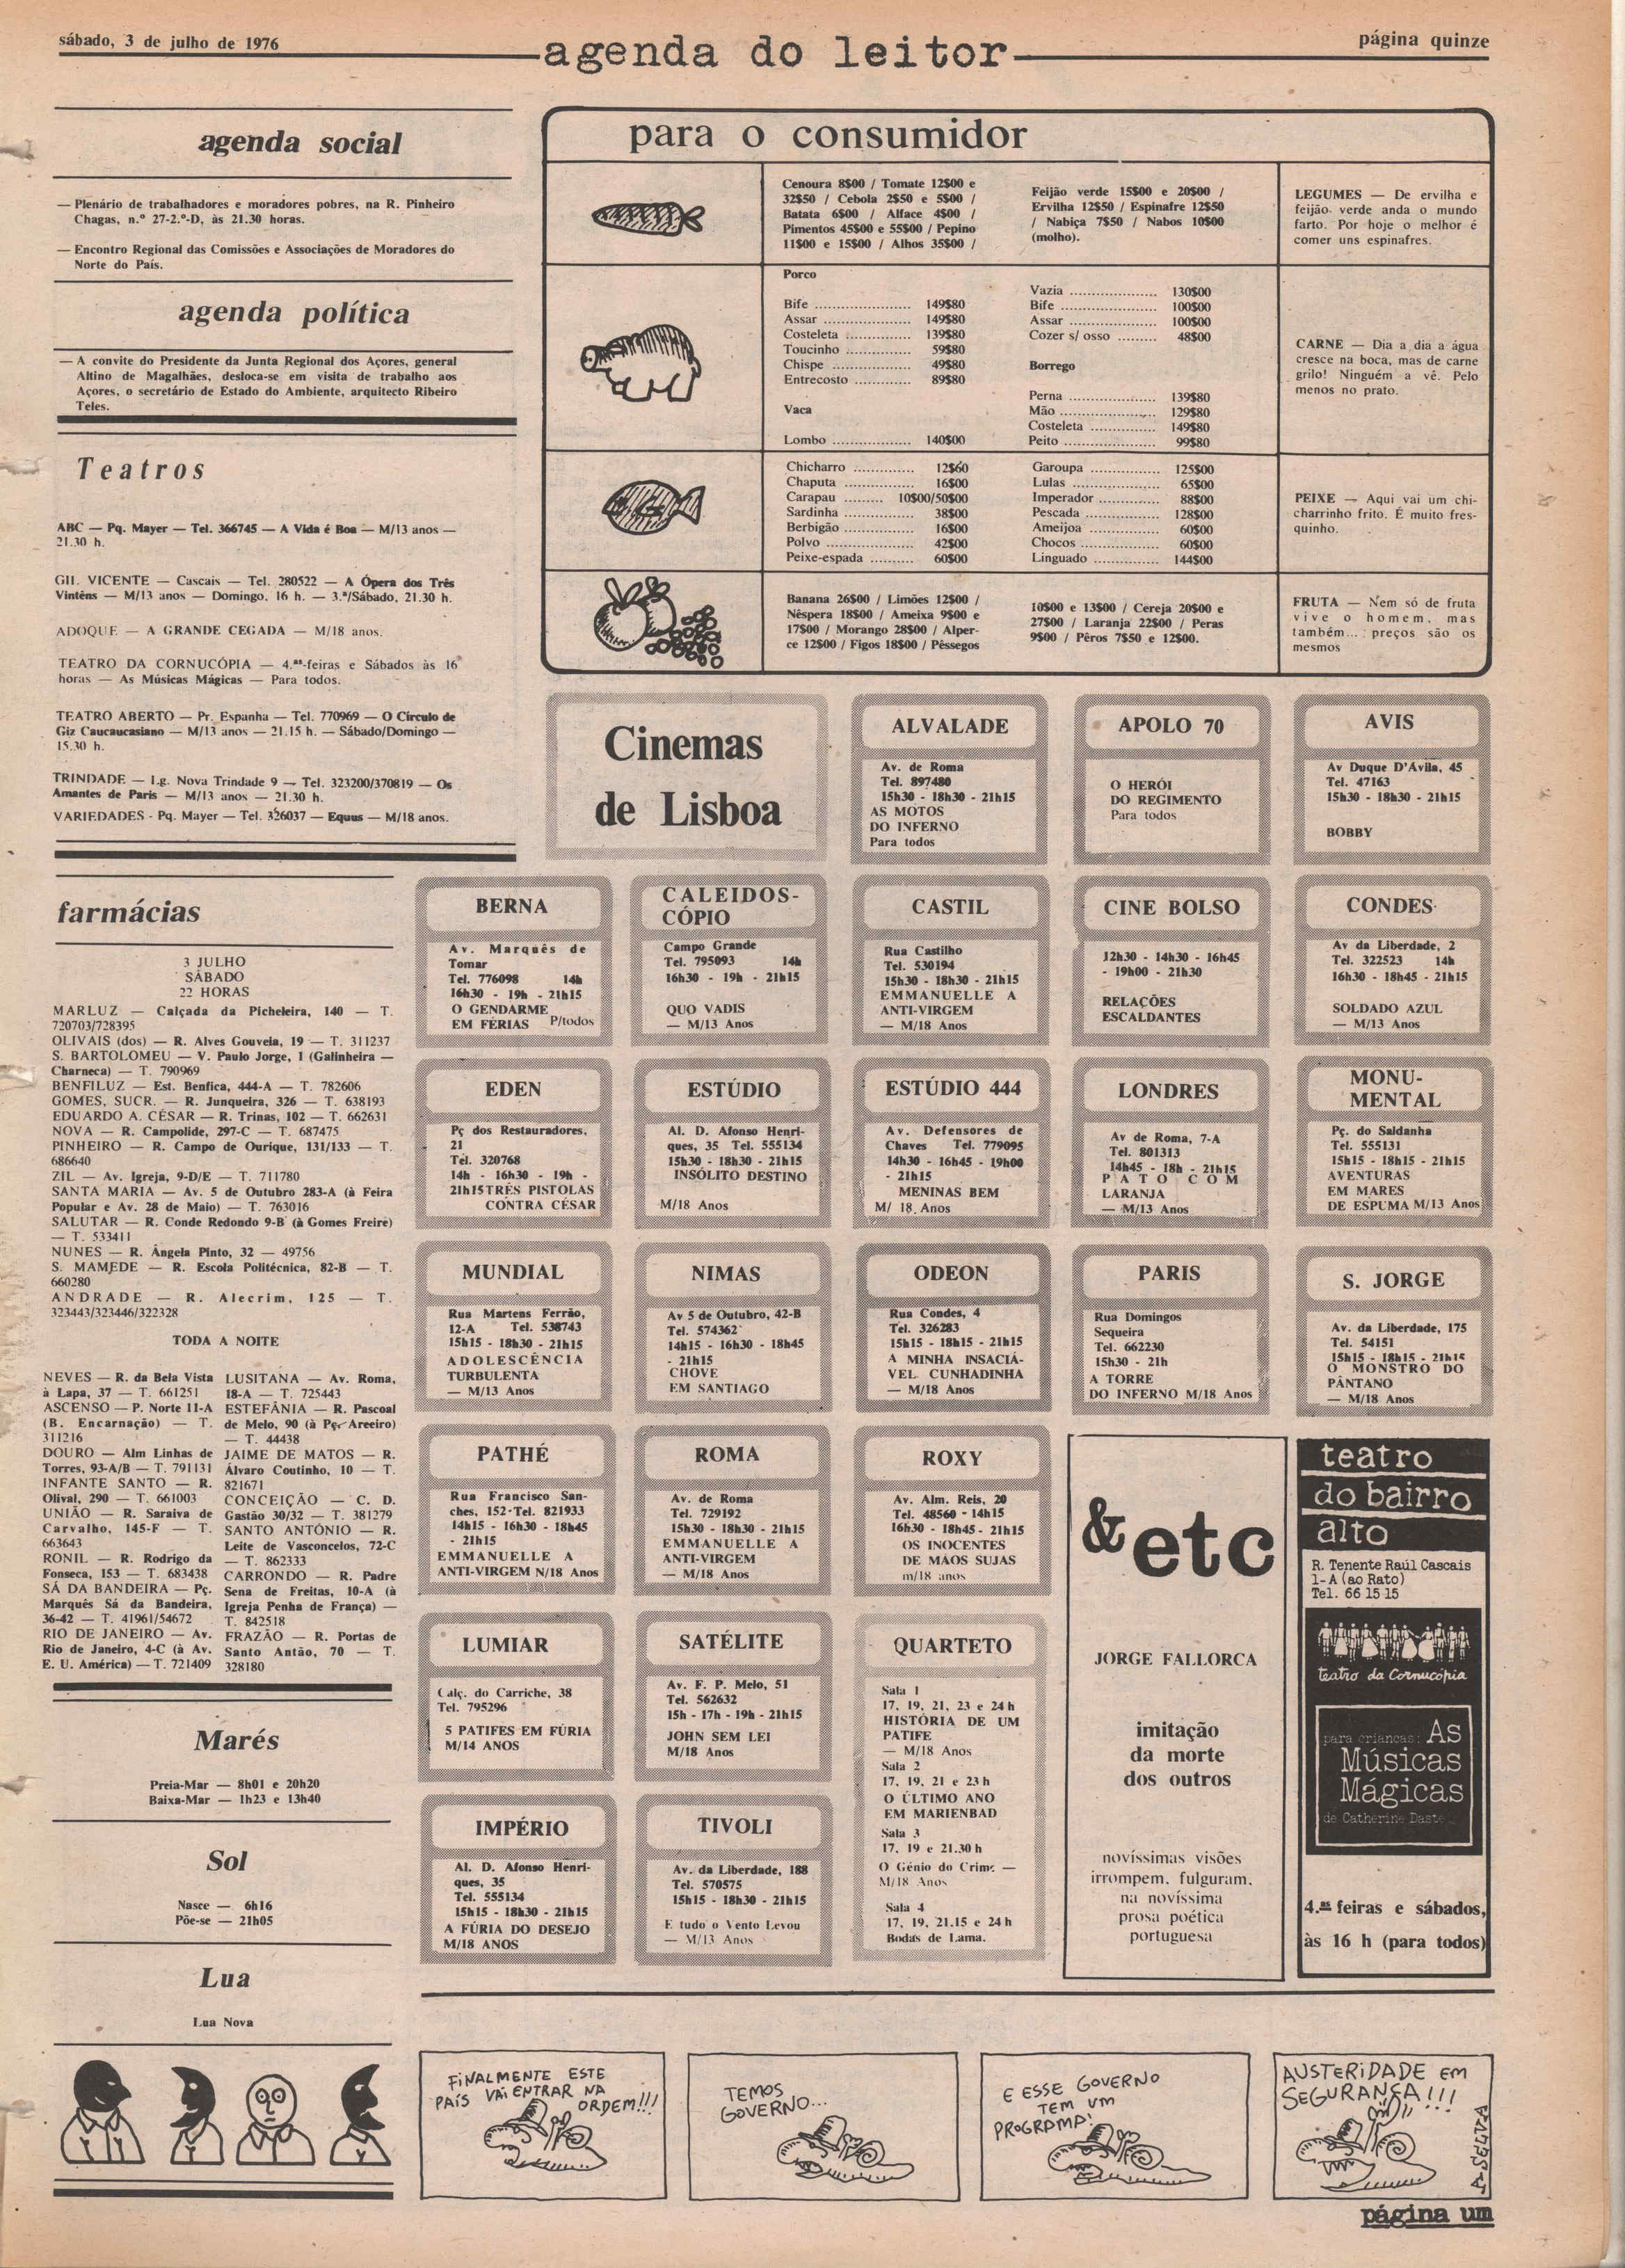 sábado, 3 de julho de 1976
agenda do leitor
página quinze
agenda social
— Plenário de trabalhadores e moradores pobres, na R. Pinheiro
Chagas, n.º 27-2.º-D, às 21.30 horas.
— Encontro Regional das Comissões e Associações de Moradores do
Norte do País.
agenda política
— A convite do Presidente da Junta Regional dos Açores, general
Altino de Magalhães, desloca-se em visita de trabalho aos
Açores, o secretário de Estado do Ambiente, arquitecto Ribeiro
Teles.
Teatros
ABC — Pq. Mayer — Tel. 366745 — A Vida é Boa — M/13 anos —
21.30 h.
GIL VICENTE — Cascais — Tel. 280522 — A Ópera dos Três
Vinténs — M/13 anos — Domingo, 16 h. — 3.ª/Sábado, 21.30 h.
ADOQUE — A GRANDE CEGADA — M/18 anos.
TEATRO DA CORNUCÓPIA — 4.ªˢ-feiras e Sábados às 16
horas — As Músicas Mágicas — Para todos.
TEATRO ABERTO — Pr. Espanha — Tel. 770969 — O Círculo de
Giz Caucaucasiano — M/13 anos — 21.15 h. — Sábado/Domingo —
15.30 h.
TRINDADE — Lg. Nova Trindade 9 — Tel. 323200/370819 — Os
Amantes de Paris — M/13 anos — 21.30 h.
VARIEDADES - Pq. Mayer — Tel. 326037 — Equus — M/18 anos.
para o consumidor
Cenoura 8$00 / Tomate 12$00 e
32$50 / Cebola 2$50 e 5$00 /
Batata 6$00 / Alface 4$00 /
Pimentos 45$00 e 55$00 / Pepino
11$00 e 15$00 / Alhos 35$00 /
Feijão verde 15$00 e 20$00 /
Ervilha 12$50 / Espinafre 12$50
/ Nabiça 7$50 / Nabos 10$00
(molho).
LEGUMES — De ervilha e
feijão verde anda o mundo
farto. Por hoje o melhor é
comer uns espinafres.
Porco
Bife 149$80
Assar 149$80
Costeleta 139$80
Toucinho 59$80
Chispe 49$80
Entrecosto 89$80
Vaca
Lombo 140$00
Vazia 130$00
Bife 100$00
Assar 100$00
Cozer s/ osso 48$00
Borrego
Perna 139$80
Mão 129$80
Costeleta 149$80
Peito 99$80
CARNE — Dia a dia a água
cresce na boca, mas de carne
grilo! Ninguém a vê. Pelo
menos no prato.
Chicharro 12$60
Chaputa 16$00
Carapau 10$00/50$00
Sardinha 38$00
Berbigão 16$00
Polvo 42$00
Peixe-espada 60$00
Garoupa 125$00
Lulas 65$00
Imperador 88$00
Pescada 128$00
Ameijoa 60$00
Chocos 60$00
Linguado 144$00
PEIXE — Aqui vai um chi-
charrinho frito. É muito fres-
quinho.
Banana 26$00 / Limões 12$00 /
Nêspera 18$00 / Ameixa 9$00 e
17$00 / Morango 28$00 / Alper-
ce 12$00 / Figos 18$00 / Pêssegos
10$00 e 13$00 / Cereja 20$00 e
27$00 / Laranja 22$00 / Peras
9$00 / Pêros 7$50 e 12$00.
FRUTA — Nem só de fruta
vive o homem, mas
também... preços são os
mesmos
Cinemas
de Lisboa
ALVALADE
Av. de Roma
Tel. 897480
15h30 - 18h30 - 21h15
AS MOTOS
DO INFERNO
Para todos
APOLO 70
O HERÓI
DO REGIMENTO
Para todos
AVIS
Av Duque D'Ávila, 45
Tel. 47163
15h30 - 18h30 - 21h15
BOBBY
BERNA
Av. Marquês de
Tomar
Tel. 776098 14h
16h30 - 19h - 21h15
O GENDARME
EM FÉRIAS P/todos
CALEIDOS-
CÓPIO
Campo Grande
Tel. 795093 14h
16h30 - 19h - 21h15
QUO VADIS
— M/13 Anos
CASTIL
Rua Castilho
Tel. 530194
15h30 - 18h30 - 21h15
EMMANUELLE A
ANTI-VIRGEM
— M/18 Anos
CINE BOLSO
12h30 - 14h30 - 16h45
- 19h00 - 21h30
RELAÇÕES
ESCALDANTES
CONDES
Av da Liberdade, 2
Tel. 322523 14h
16h30 - 18h45 - 21h15
SOLDADO AZUL
— M/13 Anos
EDEN
Pç dos Restauradores,
21
Tel. 320768
14h - 16h30 - 19h -
21h15 TRÊS PISTOLAS
CONTRA CÉSAR
ESTÚDIO
Al. D. Afonso Henri-
ques, 35 Tel. 555134
15h30 - 18h30 - 21h15
INSÓLITO DESTINO
M/18 Anos
ESTÚDIO 444
Av. Defensores de
Chaves Tel. 779095
14h30 - 16h45 - 19h00
- 21h15
MENINAS BEM
M/ 18 Anos
LONDRES
Av de Roma, 7-A
Tel. 801313
14h45 - 18h - 21h15
PATO COM
LARANJA
— M/13 Anos
MONU-
MENTAL
Pç. do Saldanha
Tel. 555131
15h15 - 18h15 - 21h15
AVENTURAS
EM MARES
DE ESPUMA M/13 Anos
MUNDIAL
Rua Martens Ferrão,
12-A Tel. 538743
15h15 - 18h30 - 21h15
ADOLESCÊNCIA
TURBULENTA
— M/13 Anos
NIMAS
Av 5 de Outubro, 42-B
Tel. 574362
14h15 - 16h30 - 18h45
- 21h15
CHOVE
EM SANTIAGO
ODEON
Rua Condes, 4
Tel. 326283
15h15 - 18h15 - 21h15
A MINHA INSACIÁ-
VEL CUNHADINHA
— M/18 Anos
PARIS
Rua Domingos
Sequeira
Tel. 662230
15h30 - 21h
A TORRE
DO INFERNO M/18 Anos
S. JORGE
Av. da Liberdade, 175
Tel. 54151
15h15 - 18h15 - 21h15
O MONSTRO DO
PÂNTANO
— M/18 Anos
PATHÉ
Rua Francisco San-
ches, 152-Tel. 821933
14h15 - 16h30 - 18h45
- 21h15
EMMANUELLE A
ANTI-VIRGEM N/18 Anos
ROMA
Av. de Roma
Tel. 729192
15h30 - 18h30 - 21h15
EMMANUELLE A
ANTI-VIRGEM
— M/18 Anos
ROXY
Av. Alm. Reis, 20
Tel. 48560 - 14h15
16h30 - 18h45 - 21h15
OS INOCENTES
DE MÃOS SUJAS
m/18 anos
LUMIAR
Calç. do Carriche, 38
Tel. 795296
5 PATIFES EM FÚRIA
M/14 ANOS
SATÉLITE
Av. F. P. Melo, 51
Tel. 562632
15h - 17h - 19h - 21h15
JOHN SEM LEI
M/18 Anos
QUARTETO
Sala 1
17, 19, 21, 23 e 24 h
HISTÓRIA DE UM
PATIFE
— M/18 Anos
Sala 2
17, 19, 21 e 23 h
O ÚLTIMO ANO
EM MARIENBAD
Sala 3
17, 19 e 21.30 h
O Génio do Crime —
M/18 Anos
Sala 4
17, 19, 21.15 e 24 h
Bodas de Lama.
IMPÉRIO
Al. D. Afonso Henri-
ques, 35
Tel. 555134
15h15 - 18h30 - 21h15
A FÚRIA DO DESEJO
M/18 ANOS
TIVOLI
Av. da Liberdade, 188
Tel. 570575
15h15 - 18h30 - 21h15
E tudo o Vento Levou
— M/13 Anos
&etc
JORGE FALLORCA
imitação
da morte
dos outros
novíssimas visões
irrompem, fulguram,
na novíssima
prosa poética
portuguesa
teatro
do bairro
alto
R. Tenente Raúl Cascais
1-A (ao Rato)
Tel. 66 15 15
teatro da Cornucópia
para crianças: As
Músicas
Mágicas
de Catherine Daste
4.ªˢ feiras e sábados,
às 16 h (para todos)
farmácias
3 JULHO
SÁBADO
22 HORAS
MARLUZ — Calçada da Picheleira, 140 — T.
720703/728395
OLIVAIS (dos) — R. Alves Gouveia, 19 — T. 311237
S. BARTOLOMEU — V. Paulo Jorge, 1 (Galinheira —
Charneca) — T. 790969
BENFILUZ — Est. Benfica, 444-A — T. 782606
GOMES, SUCR. — R. Junqueira, 326 — T. 638193
EDUARDO A. CÉSAR — R. Trinas, 102 — T. 662631
NOVA — R. Campolide, 297-C — T. 687475
PINHEIRO — R. Campo de Ourique, 131/133 — T.
686640
ZIL — Av. Igreja, 9-D/E — T. 711780
SANTA MARIA — Av. 5 de Outubro 283-A (à Feira
Popular e Av. 28 de Maio) — T. 763016
SALUTAR — R. Conde Redondo 9-B (à Gomes Freire)
— T. 533411
NUNES — R. Ângela Pinto, 32 — 49756
S. MAMEDE — R. Escola Politécnica, 82-B — T.
660280
ANDRADE — R. Alecrim, 125 — T.
323443/323446/322328
TODA A NOITE
NEVES — R. da Bela Vista
à Lapa, 37 — T. 661251
ASCENSO — P. Norte 11-A
(B. Encarnação) — T.
311216
DOURO — Alm Linhas de
Torres, 93-A/B — T. 791131
INFANTE SANTO — R.
Olival, 290 — T. 661003
UNIÃO — R. Saraiva de
Carvalho, 145-F — T.
663643
RONIL — R. Rodrigo da
Fonseca, 153 — T. 683438
SÁ DA BANDEIRA — Pç.
Marquês Sá da Bandeira,
36-42 — T. 41961/54672
RIO DE JANEIRO — Av.
Rio de Janeiro, 4-C (à Av.
E. U. América) — T. 721409
LUSITANA — Av. Roma,
18-A — T. 725443
ESTEFÂNIA — R. Pascoal
de Melo, 90 (à Pç. Areeiro)
— T. 44438
JAIME DE MATOS — R.
Álvaro Coutinho, 10 — T.
821671
CONCEIÇÃO — C. D.
Gastão 30/32 — T. 381279
SANTO ANTÓNIO — R.
Leite de Vasconcelos, 72-C
— T. 862333
CARRONDO — R. Padre
Sena de Freitas, 10-A (à
Igreja Penha de França) —
T. 842518
FRAZÃO — R. Portas de
Santo Antão, 70 — T.
328180
Marés
Preia-Mar — 8h01 e 20h20
Baixa-Mar — 1h23 e 13h40
Sol
Nasce — 6h16
Põe-se — 21h05
Lua
Lua Nova
FINALMENTE ESTE
PAÍS VAI ENTRAR NA
ORDEM!!!
TEMOS
GOVERNO...
E ESSE GOVERNO
TEM UM
PROGRAMA!
AUSTERIDADE EM
SEGURANÇA!!!
A SELVA
página um